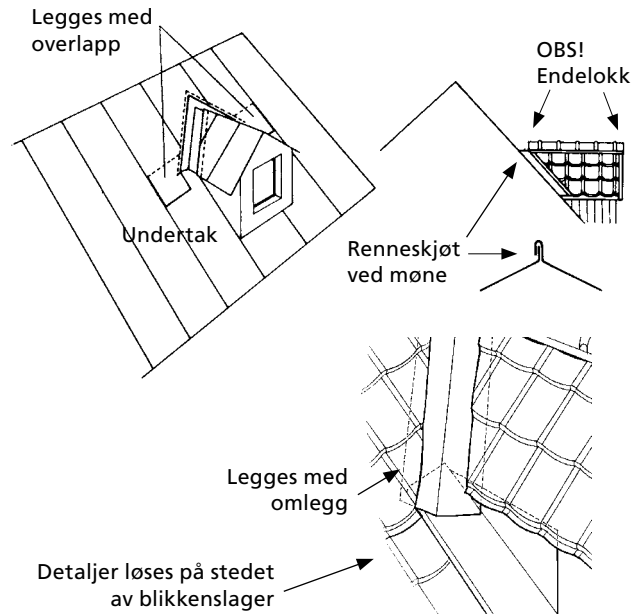 Legges med
overlapp
OBS!
Endelokk
Undertak
Renneskjøt
ved møne
Legges med
omlegg
Detaljer løses på stedet
av blikkenslager